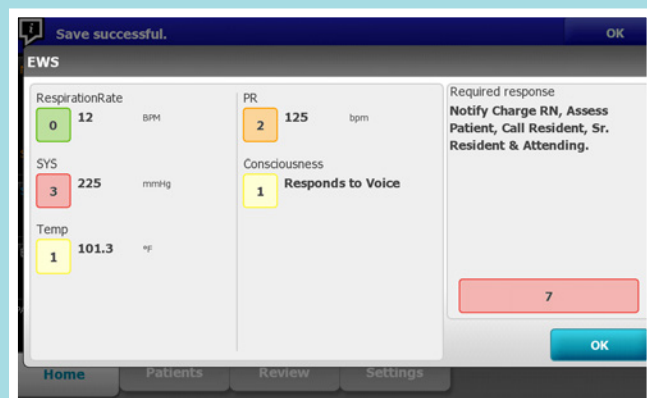 Save successful.
OK
EWS
RespirationRate
0 12 BPM
SYS
3 225 mmHg
Temp
1 101.3 °F
PR
2 125 bpm
Consciousness
1 Responds to Voice
Required response
Notify Charge RN, Assess
Patient, Call Resident, Sr.
Resident & Attending.
7
OK
Home Patients Review Settings